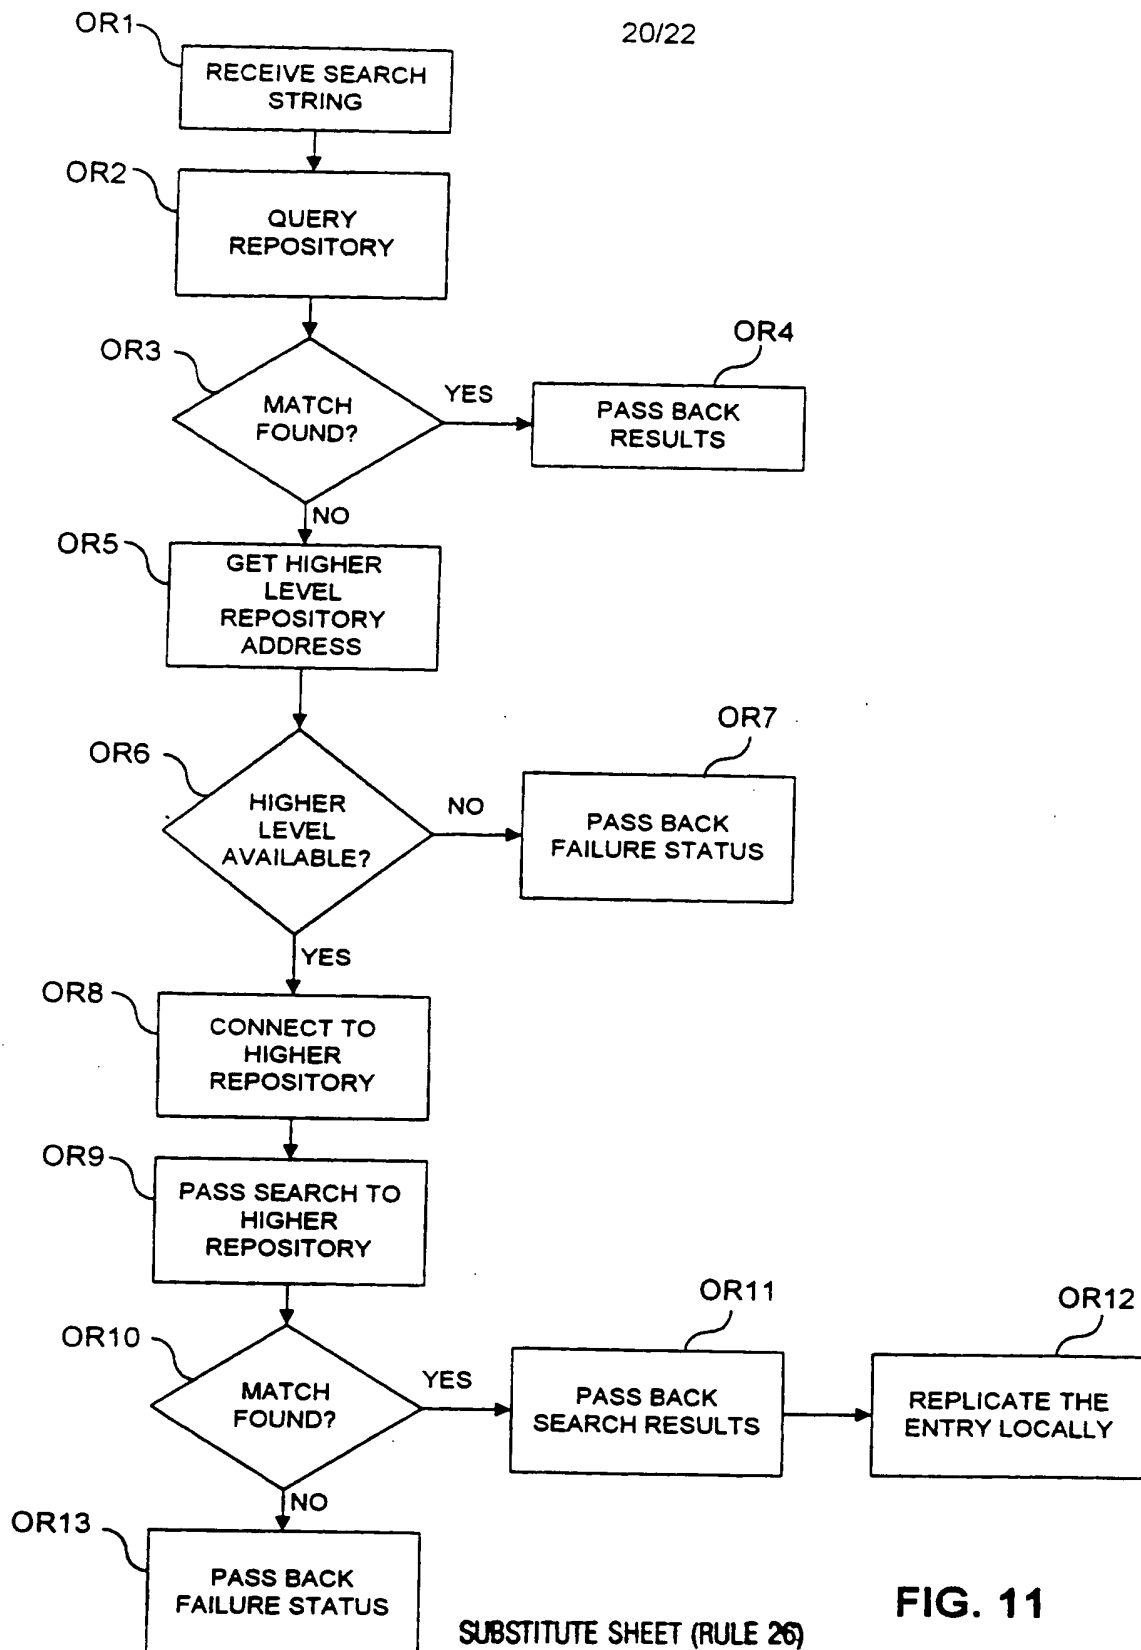 20/22
OR1
RECEIVE SEARCH
STRING
OR2
QUERY
REPOSITORY
OR3
MATCH
FOUND?
YES
OR4
PASS BACK
RESULTS
NO
OR5
GET HIGHER
LEVEL
REPOSITORY
ADDRESS
OR6
HIGHER
LEVEL
AVAILABLE?
NO
OR7
PASS BACK
FAILURE STATUS
YES
OR8
CONNECT TO
HIGHER
REPOSITORY
OR9
PASS SEARCH TO
HIGHER
REPOSITORY
OR10
MATCH
FOUND?
YES
OR11
PASS BACK
SEARCH RESULTS
OR12
REPLICATE THE
ENTRY LOCALLY
NO
OR13
PASS BACK
FAILURE STATUS
FIG. 11
SUBSTITUTE SHEET (RULE 26)